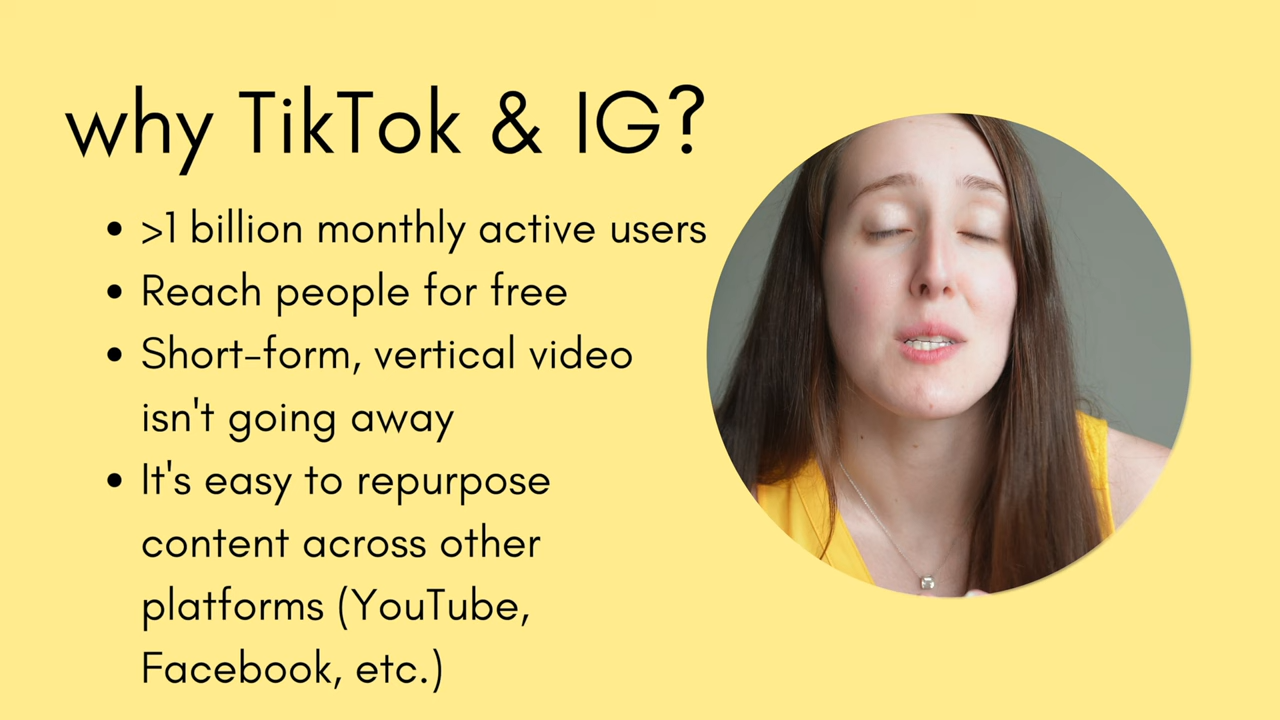 why TikTok & IG?
• >1 billion monthly active users
• Reach people for free
• Short-form, vertical video
isn't going away
• It's easy to repurpose
content across other
platforms (YouTube,
Facebook, etc.)